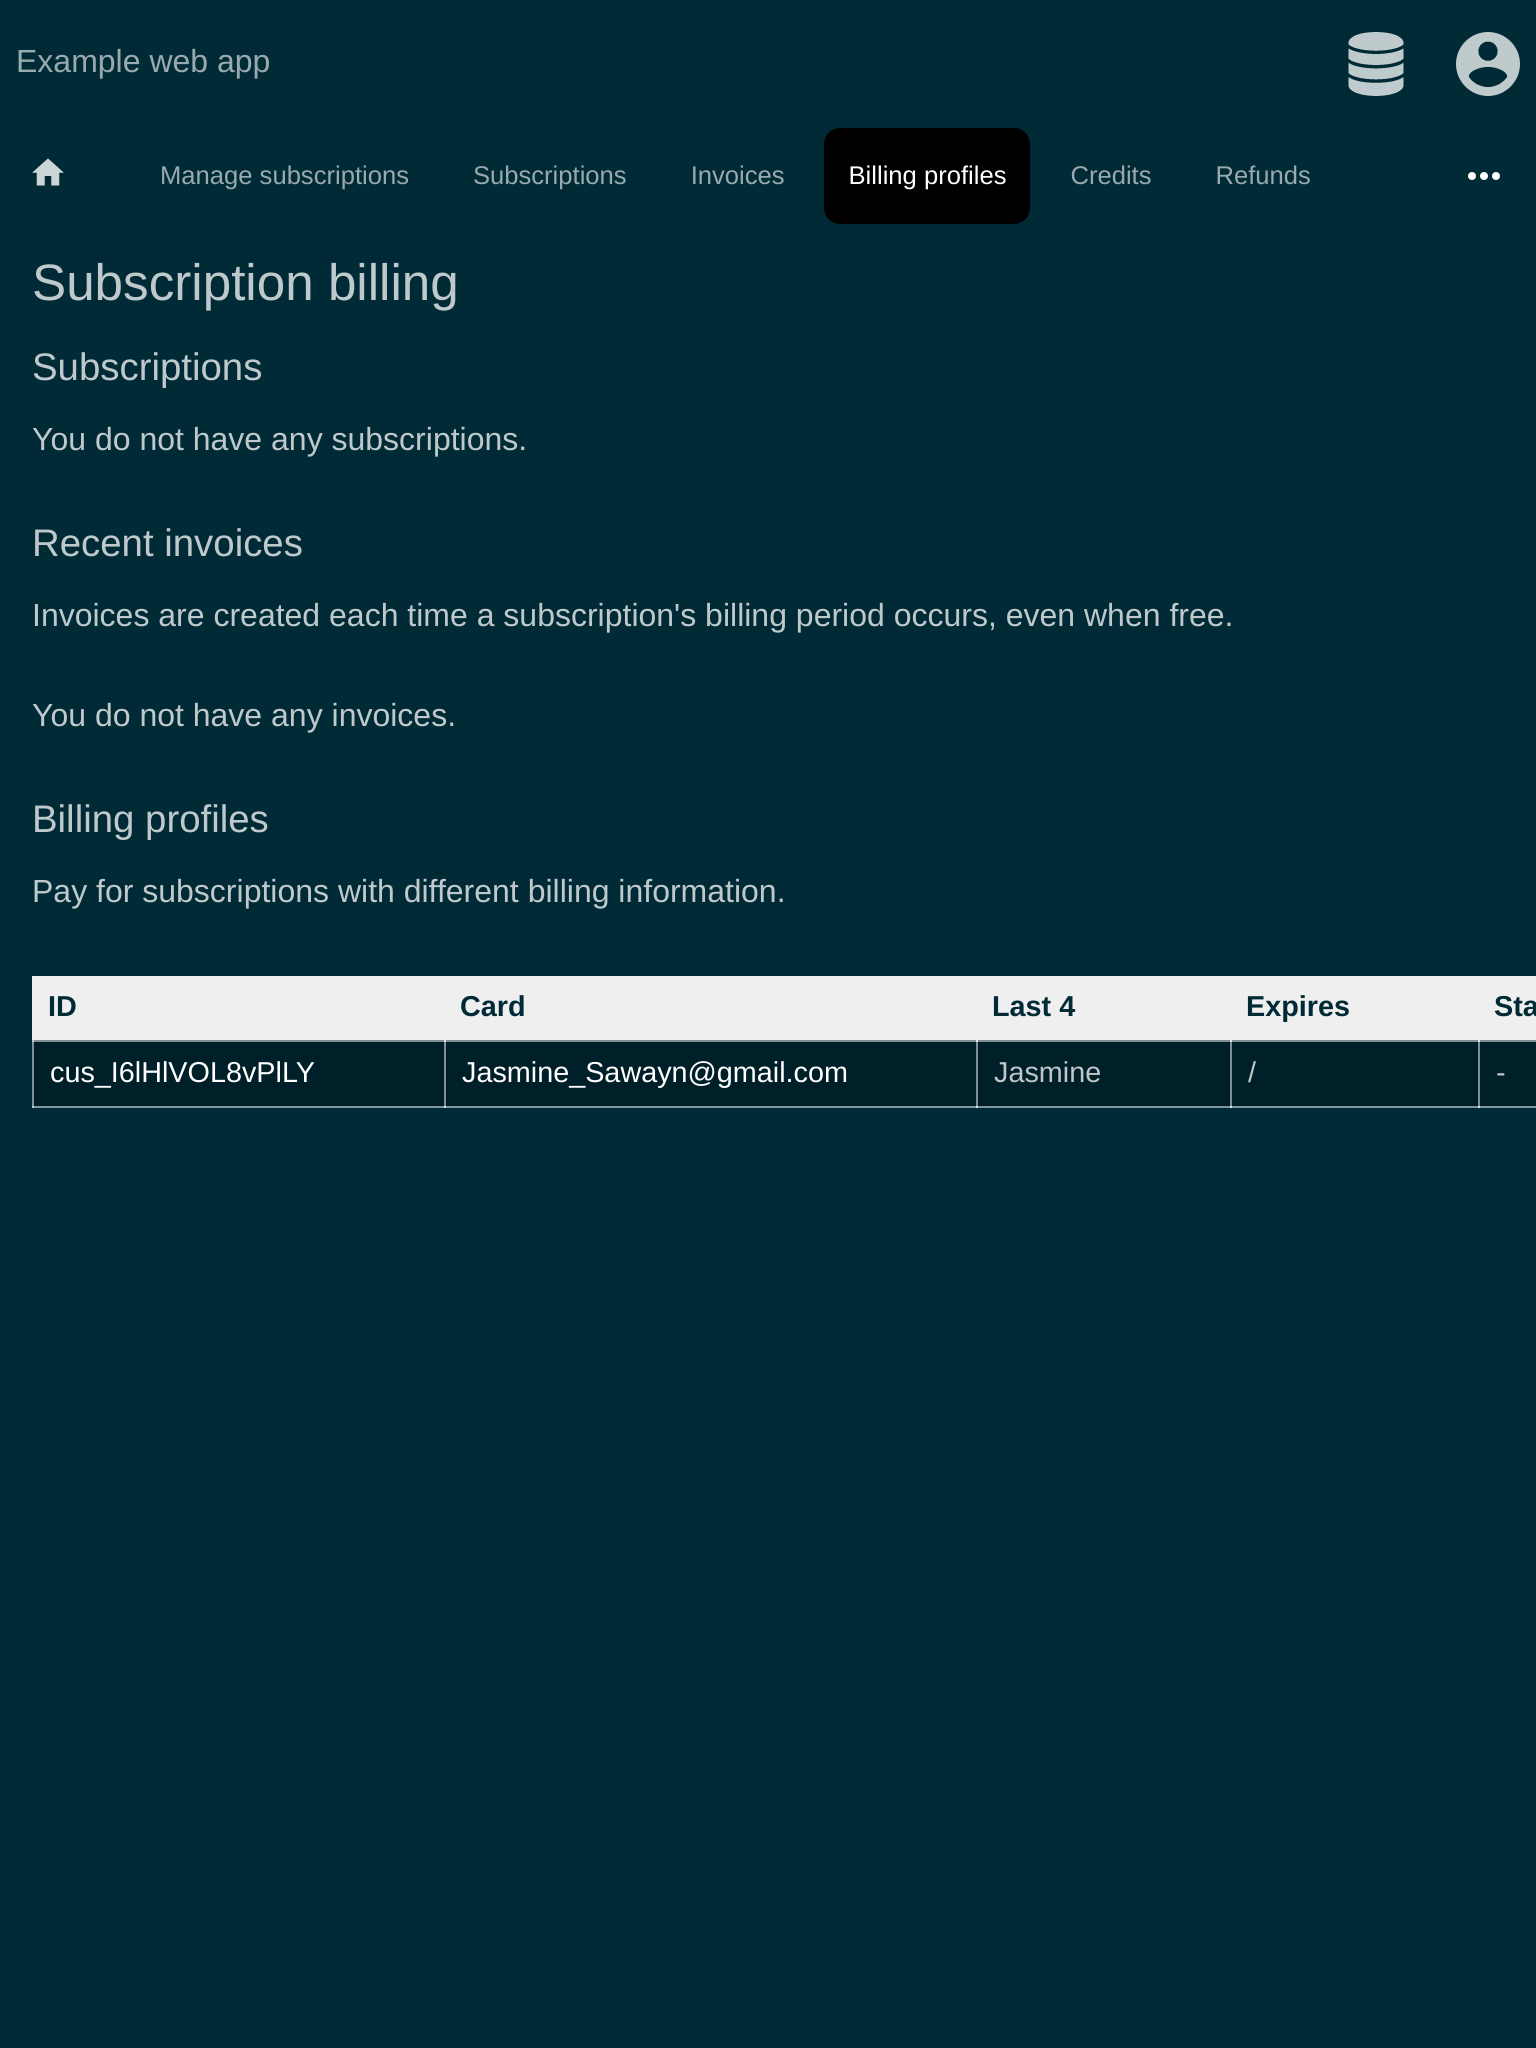 Example web app
Manage subscriptions Subscriptions Invoices Billing profiles Credits Refunds
Subscription billing
Subscriptions
You do not have any subscriptions.
Recent invoices
Invoices are created each time a subscription's billing period occurs, even when free.
You do not have any invoices.
Billing profiles
Pay for subscriptions with different billing information.
ID Card Last 4 Expires
Jasmine_Sawayn@gmail.com Jasmine / -